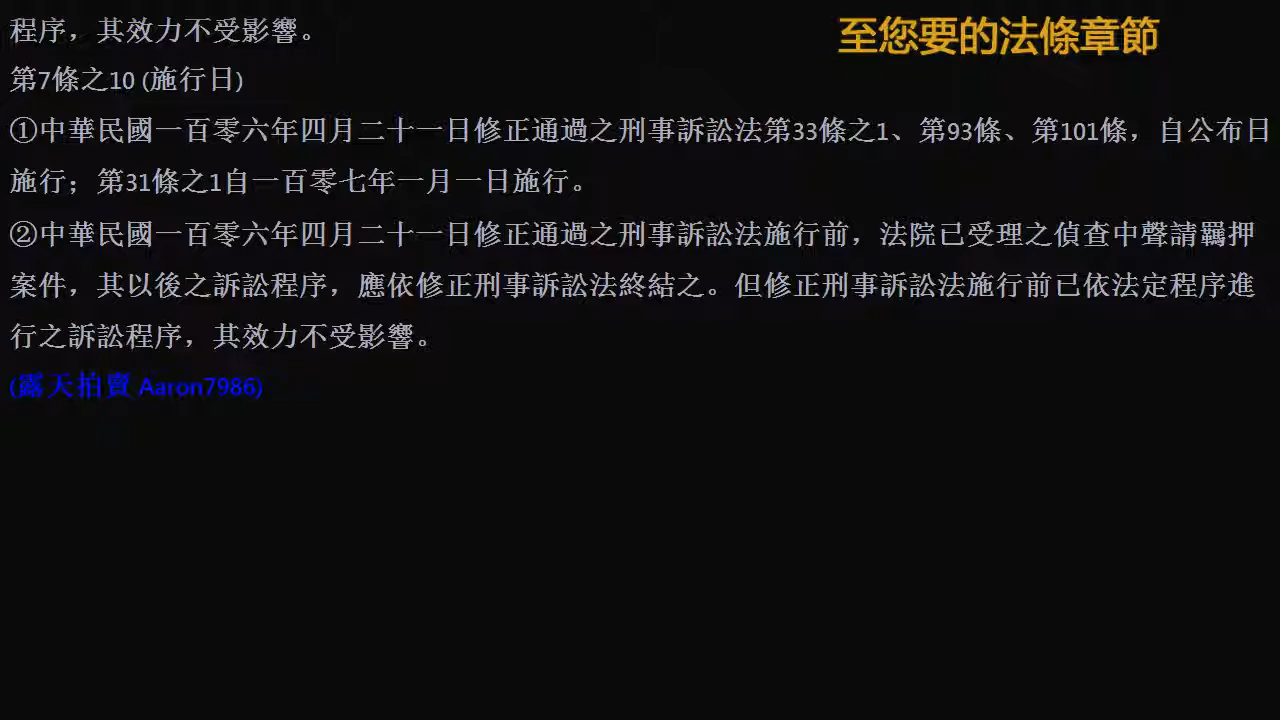 程序，其效力不受影響。
至您要的法條章節
第7條之10 (施行日)
①中華民國一百零六年四月二十一日修正通過之刑事訴訟法第33條之1、第93條、第101條，自公布日
施行；第31條之1自一百零七年一月一日施行。
②中華民國一百零六年四月二十一日修正通過之刑事訴訟法施行前，法院已受理之偵查中聲請羈押
案件，其以後之訴訟程序，應依修正刑事訴訟法終結之。但修正刑事訴訟法施行前已依法定程序進
行之訴訟程序，其效力不受影響。
(露天拍賣 Aaron7986)